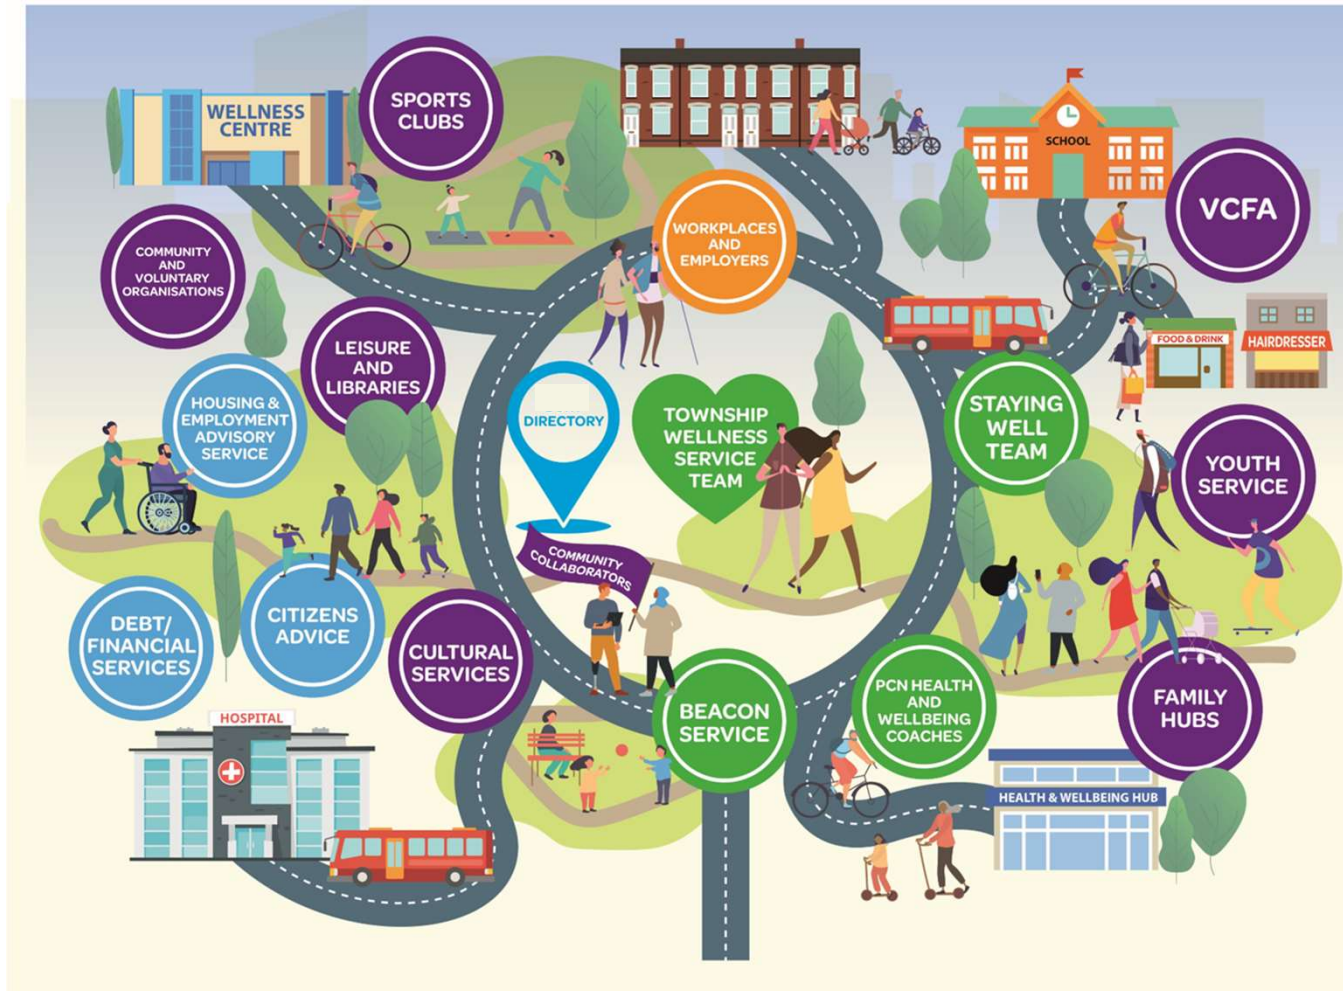 WELLNESS
CENTRE
SPORTS
CLUBS
SCHOOL
VCFA
WORKPLACES
AND
EMPLOYERS
COMMUNITY
AND
VOLUNTARY
ORGANISATIONS
LEISURE
AND
LIBRARIES
FOOD & DRINK
HAIRDRESSER
HOUSING &
EMPLOYMENT
ADVISORY
SERVICE
DIRECTORY
TOWNSHIP
WELLNESS
SERVICE
TEAM
STAYING
WELL
TEAM
YOUTH
SERVICE
COMMUNITY
COLLABORATORS
DEBT/
FINANCIAL
SERVICES
CITIZENS
ADVICE
CULTURAL
SERVICES
BEACON
SERVICE
PCN HEALTH
AND
WELLBEING
COACHES
FAMILY
HUBS
HOSPITAL
HEALTH & WELLBEING HUB